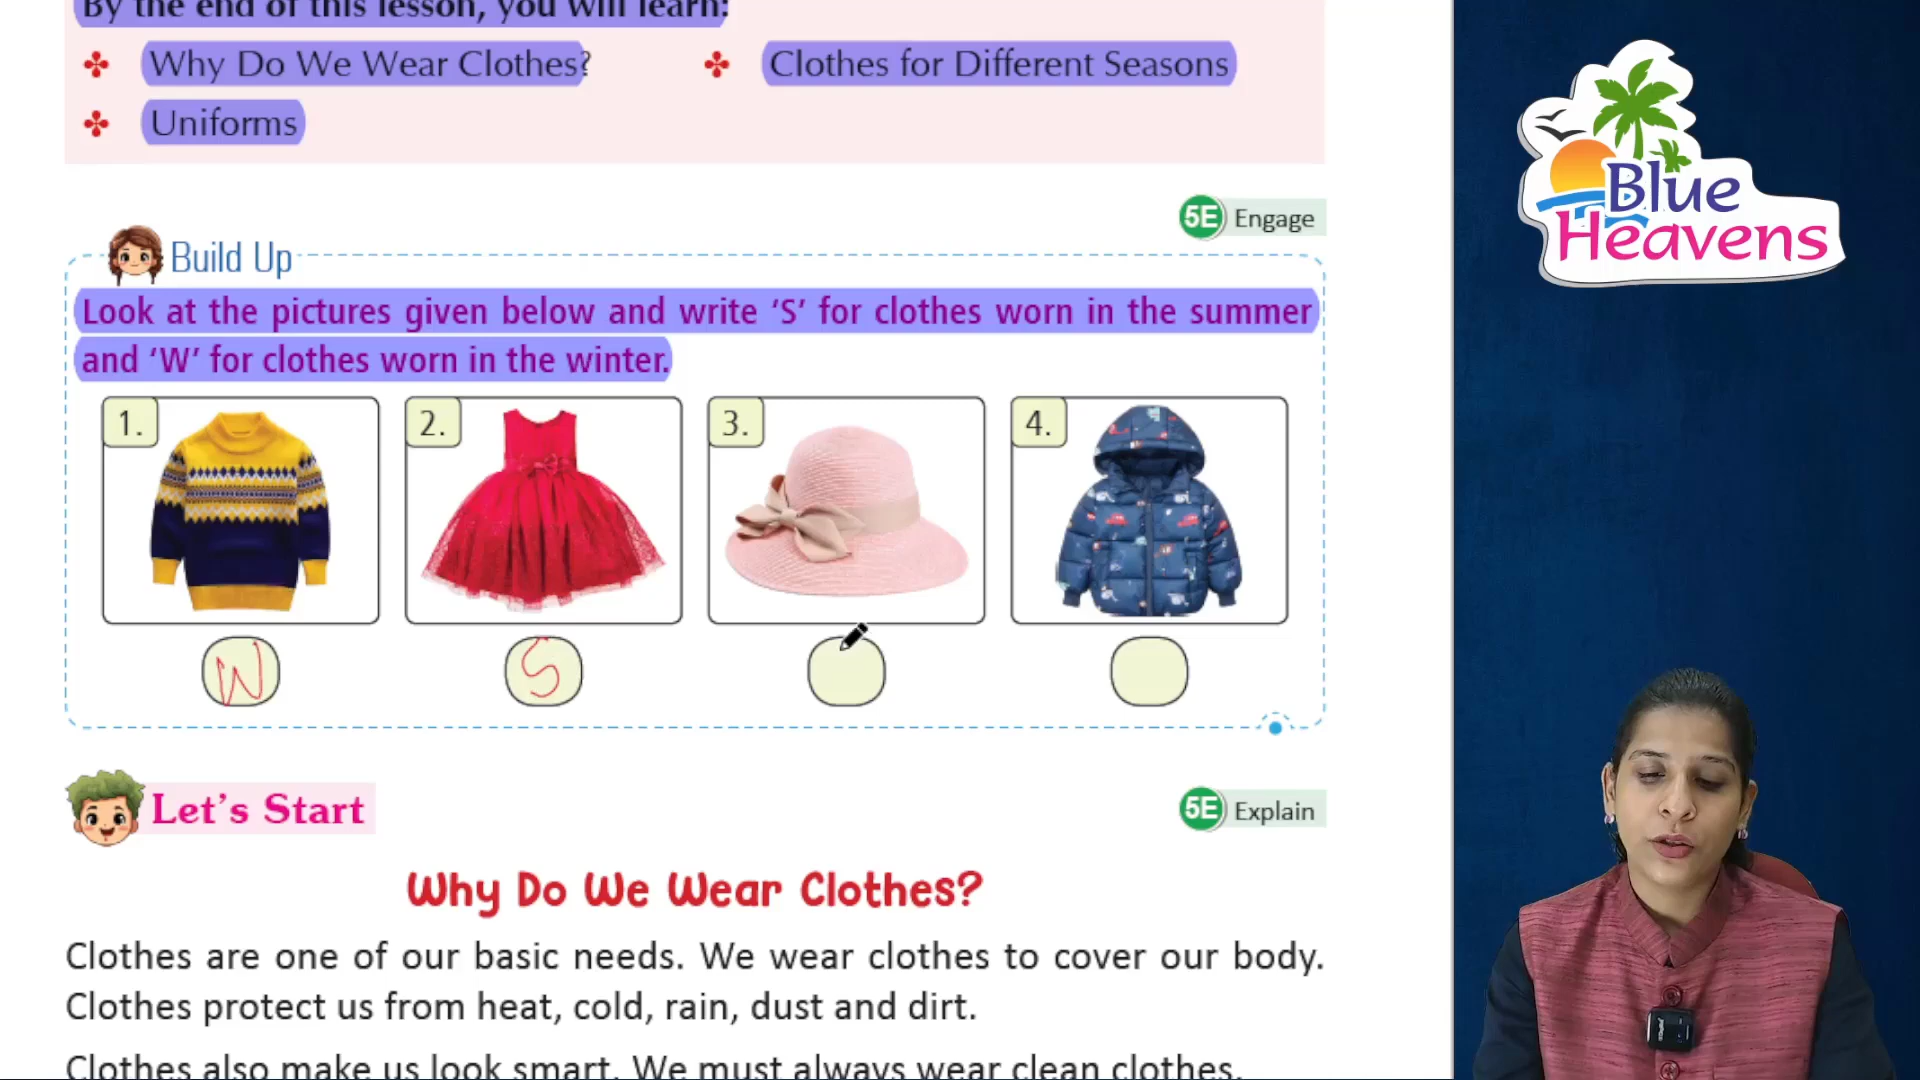 By the end of this lesson, you will learn:
Why Do We Wear Clothes?
Clothes for Different Seasons
Uniforms
5E Engage
Build Up
Look at the pictures given below and write ‘S’ for clothes worn in the summer
and ‘W’ for clothes worn in the winter.
1.
2.
3.
4.
W
S
Let’s Start
5E Explain
Why Do We Wear Clothes?
Clothes are one of our basic needs. We wear clothes to cover our body.
Clothes protect us from heat, cold, rain, dust and dirt.
Clothes also make us look smart. We must always wear clean clothes.
Blue
Heavens